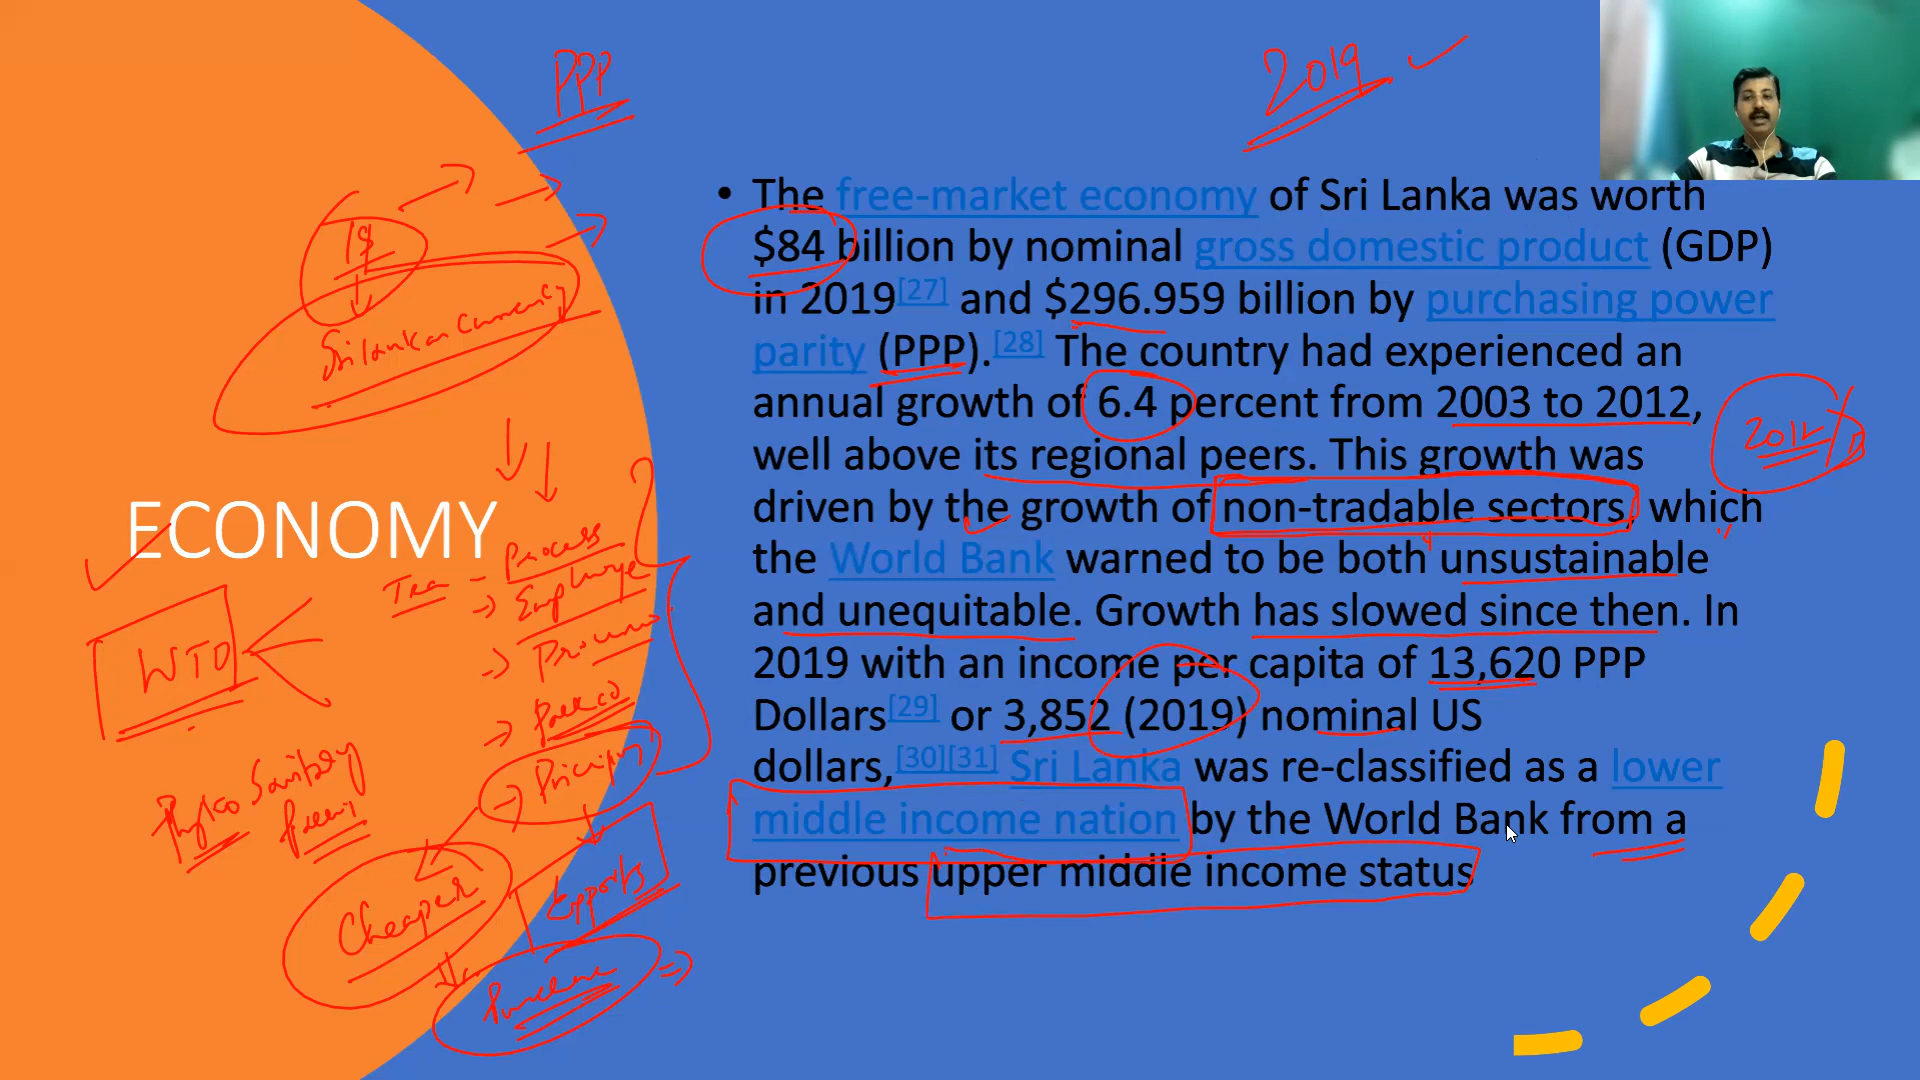 PPP
2019
1$
Sri lankan Currency
ECONOMY
• The free-market economy of Sri Lanka was worth
$84 billion by nominal gross domestic product (GDP)
in 2019[27] and $296.959 billion by purchasing power
parity (PPP).[28] The country had experienced an
annual growth of 6.4 percent from 2003 to 2012,
well above its regional peers. This growth was
driven by the growth of non-tradable sectors, which
the World Bank warned to be both unsustainable
and unequitable. Growth has slowed since then. In
2019 with an income per capita of 13,620 PPP
Dollars[29] or 3,852 (2019) nominal US
dollars,[30][31] Sri Lanka was re-classified as a lower
middle income nation by the World Bank from a
previous upper middle income status
2012
Tea - Process
WTO
Sanitary
Pricing
Cheaper
Exports